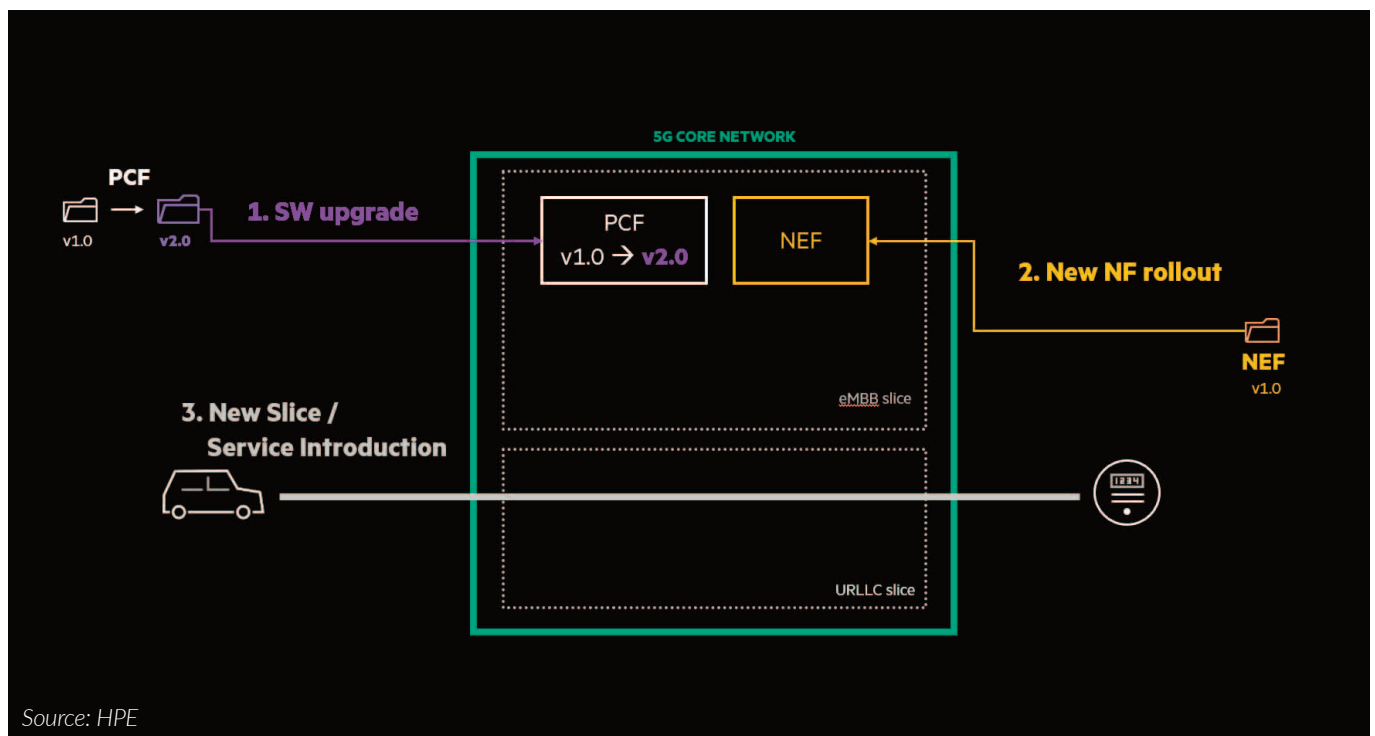 5G CORE NETWORK
PCF
v1.0
v2.0
1. SW upgrade
PCF
v1.0 → v2.0
NEF
2. New NF rollout
NEF
v1.0
eMBB slice
3. New Slice /
Service Introduction
1234
URLLC slice
Source: HPE